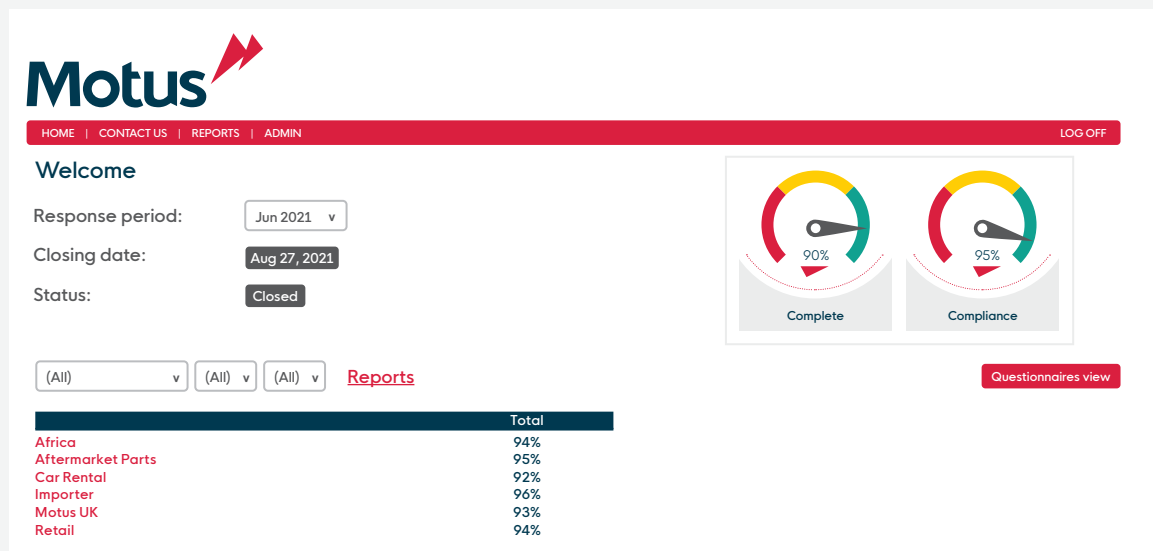 Motus
HOME | CONTACT US | REPORTS | ADMIN LOG OFF
Welcome
Response period: Jun 2021 v
Closing date: Aug 27, 2021
Status: Closed
90% 95%
Complete Compliance
(All) v (All) v (All) v Reports
Questionnaires view
Total
Africa 94%
Aftermarket Parts 95%
Car Rental 92%
Importer 96%
Motus UK 93%
Retail 94%